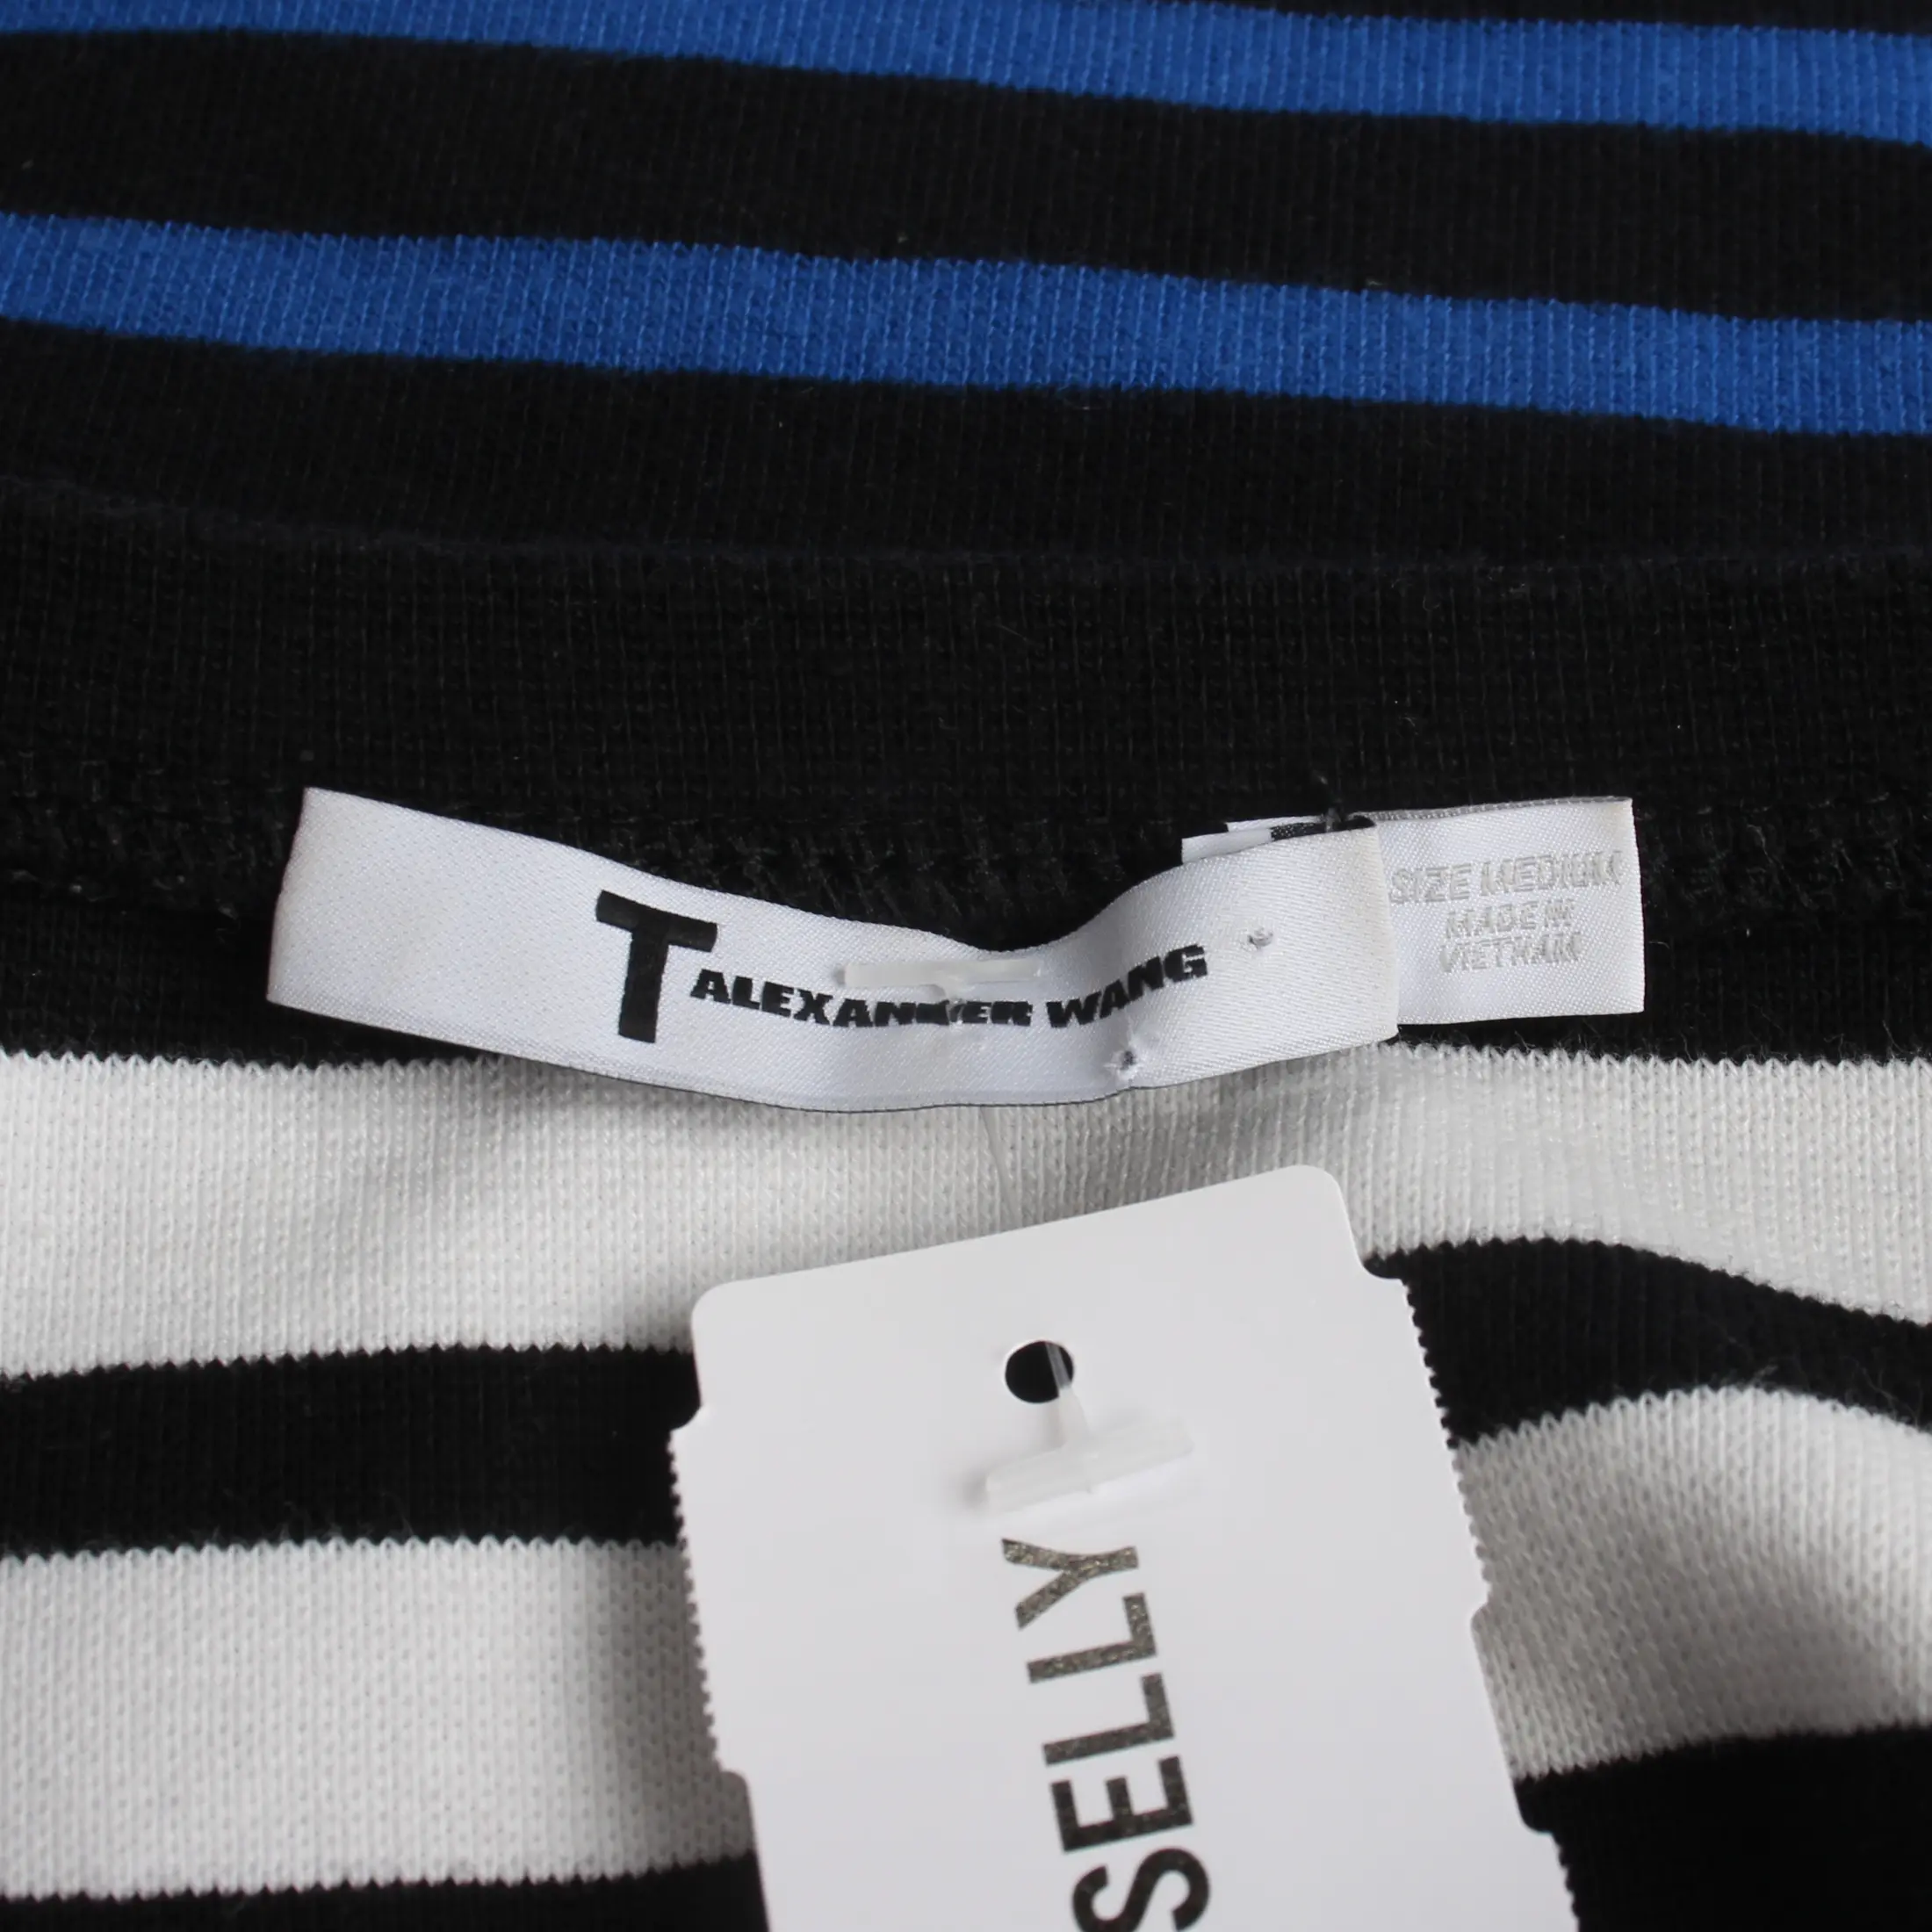 T ALEXANDER WANG
SIZE MEDIUM
MADE IN
VIETNAM
SELLY